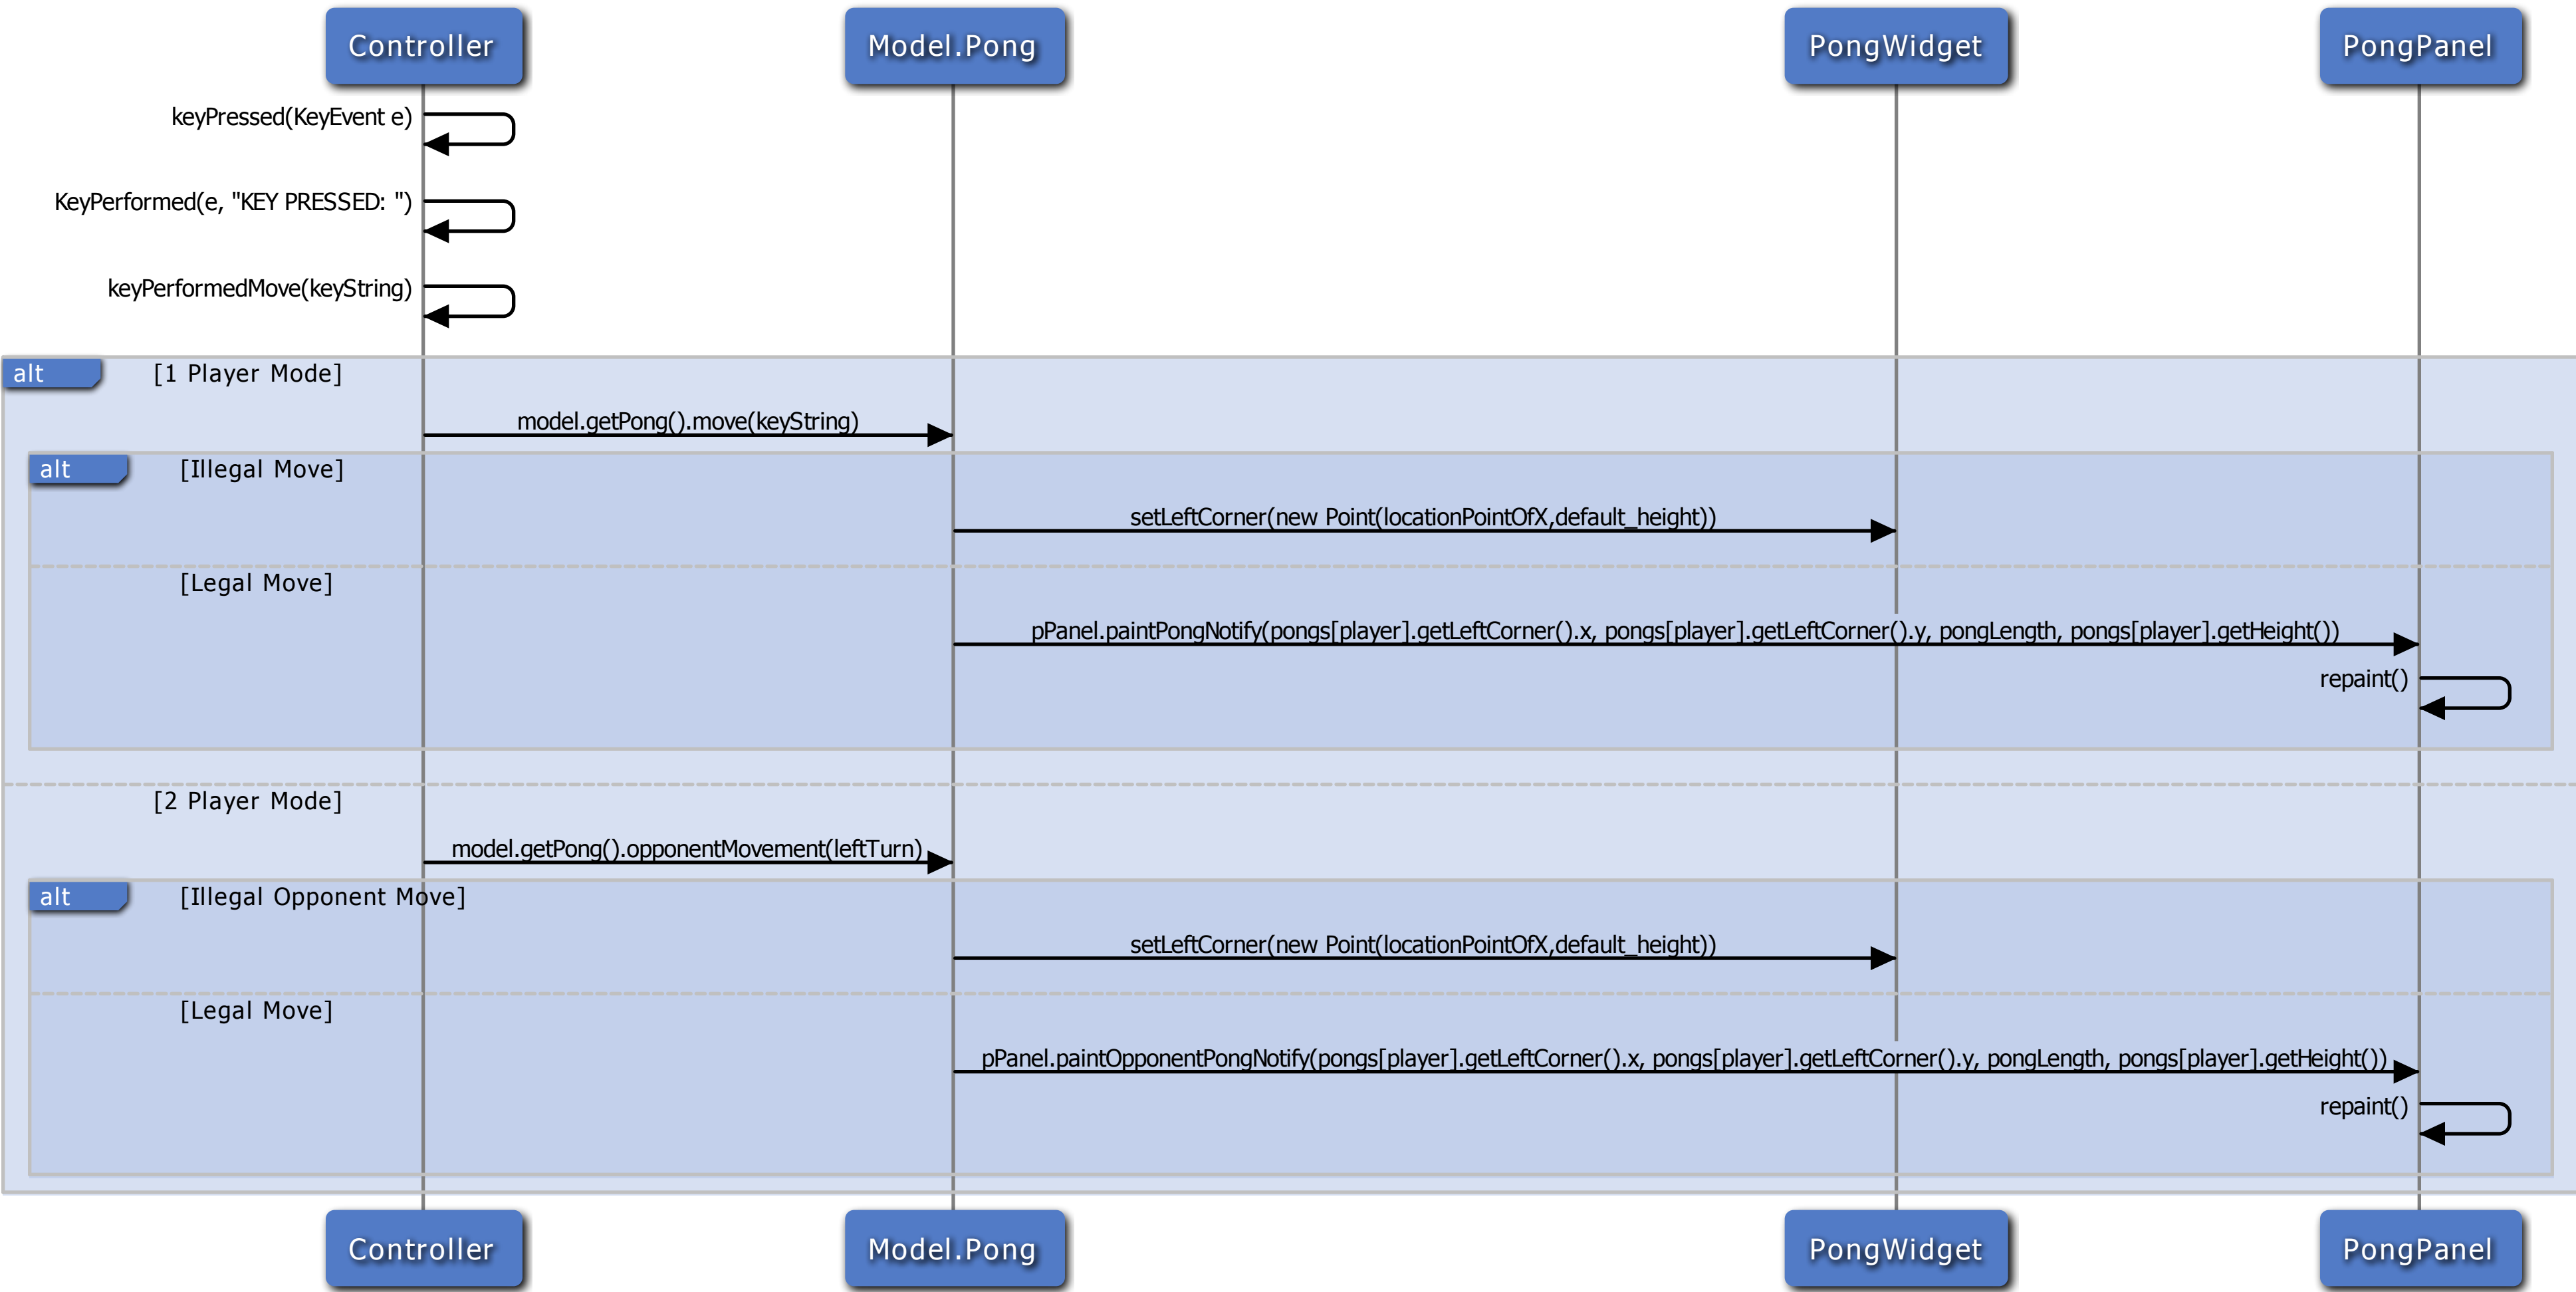 Controller
Model.Pong
PongWidget
PongPanel
keyPressed(KeyEvent e)
KeyPerformed(e, "KEY PRESSED: ")
keyPerformedMove(keyString)
alt
[1 Player Mode]
model.getPong().move(keyString)
alt
[Illegal Move]
setLeftCorner(new Point(locationPointOfX,default_height))
[Legal Move]
pPanel.paintPongNotify(pongs[player].getLeftCorner().x, pongs[player].getLeftCorner().y, pongLength, pongs[player].getHeight())
repaint()
[2 Player Mode]
model.getPong().opponentMovement(leftTurn)
alt
[Illegal Opponent Move]
setLeftCorner(new Point(locationPointOfX,default_height))
[Legal Move]
pPanel.paintOpponentPongNotify(pongs[player].getLeftCorner().x, pongs[player].getLeftCorner().y, pongLength, pongs[player].getHeight())
repaint()
Controller
Model.Pong
PongWidget
PongPanel